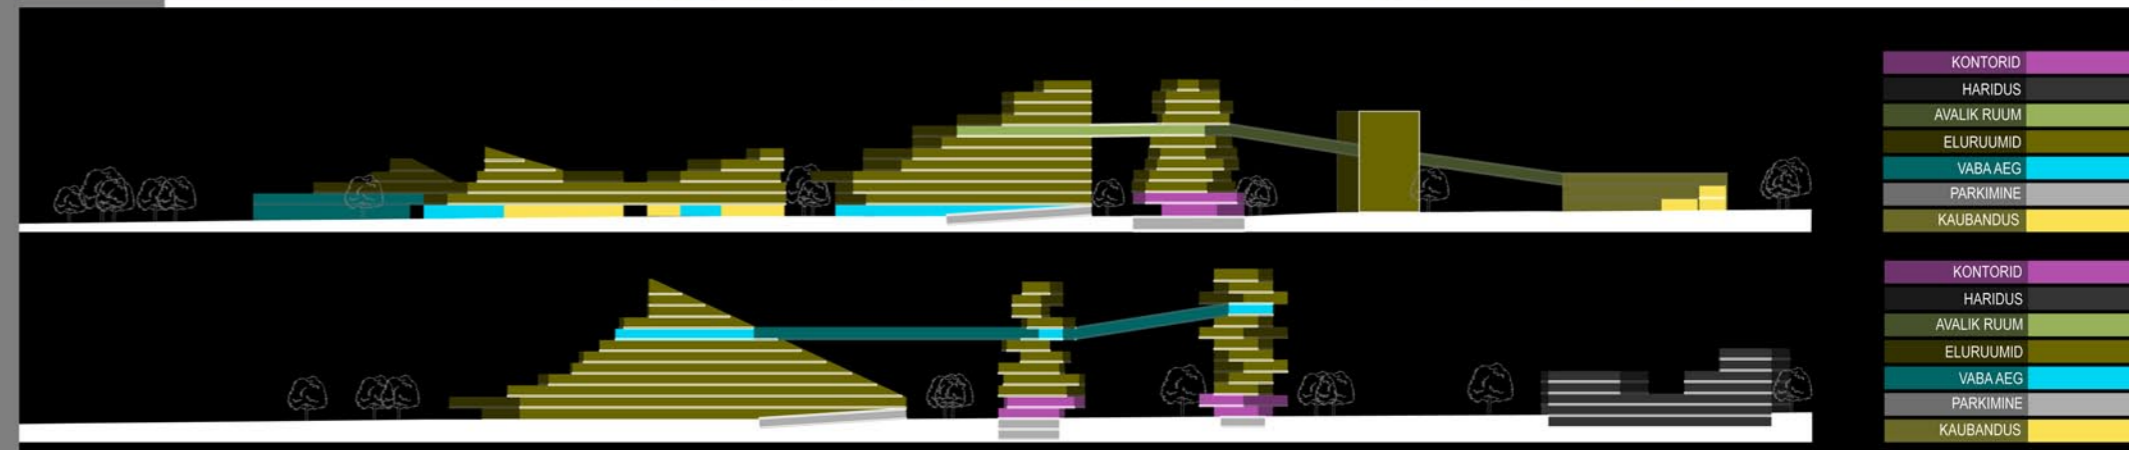 KONTORID
HARIDUS
AVALIK RUUM
ELURUUMID
VABA AEG
PARKIMINE
KAUBANDUS
KONTORID
HARIDUS
AVALIK RUUM
ELURUUMID
VABA AEG
PARKIMINE
KAUBANDUS